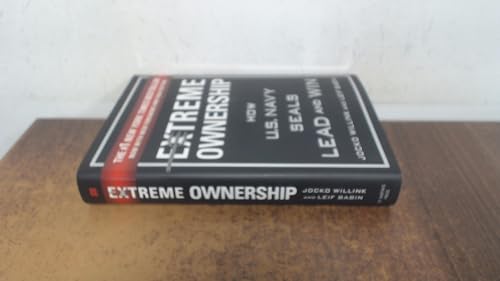 THE #1 NEW YORK TIMES BESTSELLER
EXTREME
OWNERSHIP
HOW
U.S. NAVY
SEALS
LEAD AND WIN
JOCKO WILLINK AND LEIF BABIN
EXTREME OWNERSHIP
JOCKO WILLINK
AND LEIF BABIN